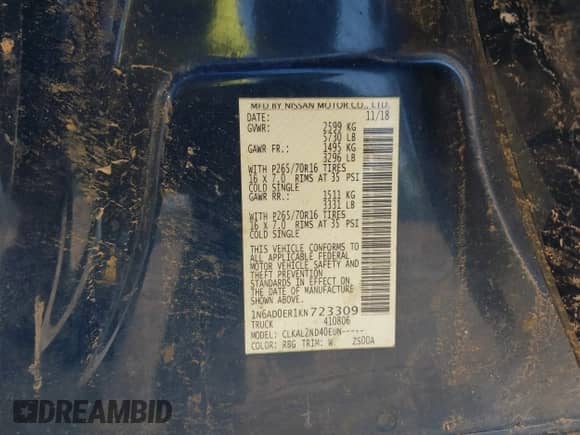 MFD BY NISSAN MOTOR CO., LTD.
DATE: 11/18
GVWR: 2599 KG
5730 LB
GAWR FR.: 1495 KG
3296 LB
WITH P265/70R16 TIRES
16 X 7.0 RIMS AT 35 PSI
COLD SINGLE
GAWR RR.: 1511 KG
3331 LB
WITH P265/70R16 TIRES
16 X 7.0 RIMS AT 35 PSI
COLD SINGLE
THIS VEHICLE CONFORMS TO
ALL APPLICABLE FEDERAL
MOTOR VEHICLE SAFETY AND
THEFT PREVENTION
STANDARDS IN EFFECT ON
THE DATE OF MANUFACTURE
SHOWN ABOVE.
1N6AD0ER1KN723309
TRUCK 410806
MODEL: CLKALZND40EUN-----
COLOR: RBG TRIM: W ZS00A
DREAMBID